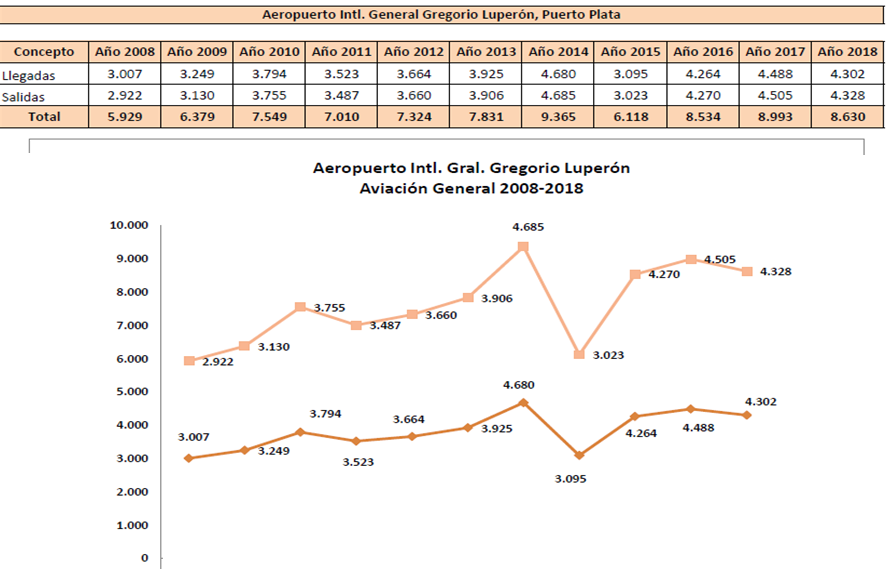 Aeropuerto Intl. General Gregorio Luperón, Puerto Plata
Concepto Año 2008 Año 2009 Año 2010 Año 2011 Año 2012 Año 2013 Año 2014 Año 2015 Año 2016 Año 2017 Año 2018
Llegadas 3.007 3.249 3.794 3.523 3.664 3.925 4.680 3.095 4.264 4.488 4.302
Salidas 2.922 3.130 3.755 3.487 3.660 3.906 4.685 3.023 4.270 4.505 4.328
Total 5.929 6.379 7.549 7.010 7.324 7.831 9.365 6.118 8.534 8.993 8.630
Aeropuerto Intl. Gral. Gregorio Luperón
Aviación General 2008-2018
10.000
9.000
8.000
7.000
6.000
5.000
4.000
3.000
2.000
1.000
0
2.922 3.130 3.755 3.487 3.660 3.906 4.685 3.023 4.270 4.505 4.328
3.007 3.249 3.794 3.523 3.664 3.925 4.680 3.095 4.264 4.488 4.302